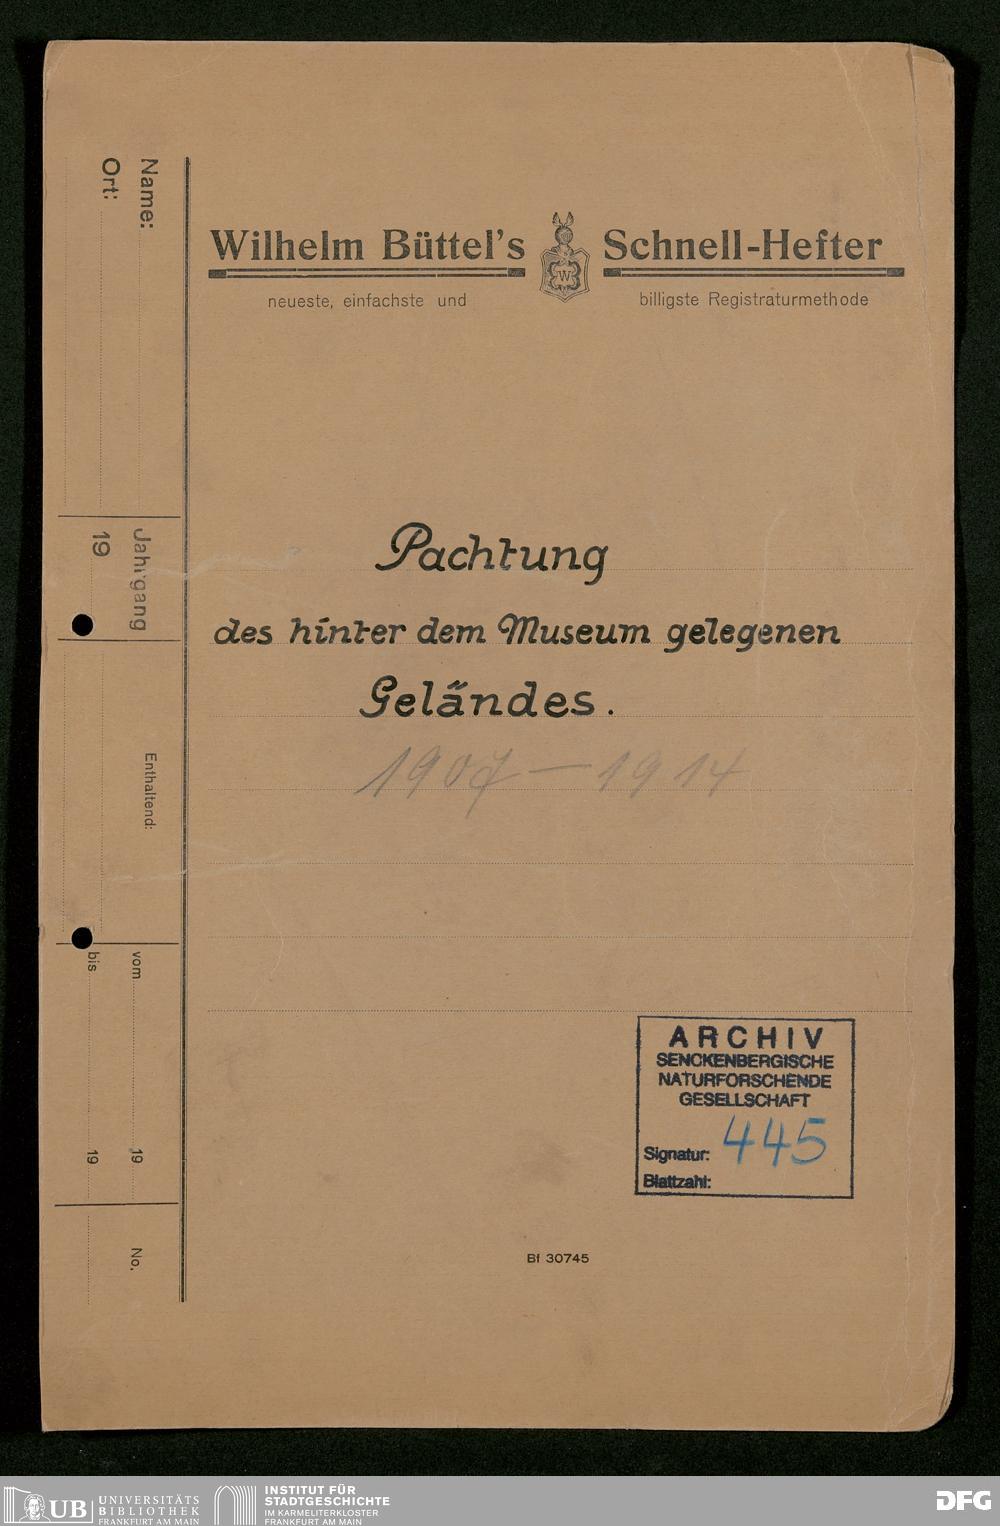 Wilhelm Büttel's Schnell-Hefter
neueste, einfachste und billigste Registraturmethode
W
Name:
Ort:
Jahrgang
19
Enthaltend:
vom 19
bis 19
No.
Pachtung
des hinter dem Museum gelegenen
Geländes.
1907 — 1914
ARCHIV
SENCKENBERGISCHE
NATURFORSCHENDE
GESELLSCHAFT
Signatur: 445
Blattzahl:
Bf 30745
UB UNIVERSITÄTS
BIBLIOTHEK
FRANKFURT AM MAIN
INSTITUT FÜR
STADTGESCHICHTE
IM KARMELITERKLOSTER
FRANKFURT AM MAIN
DFG